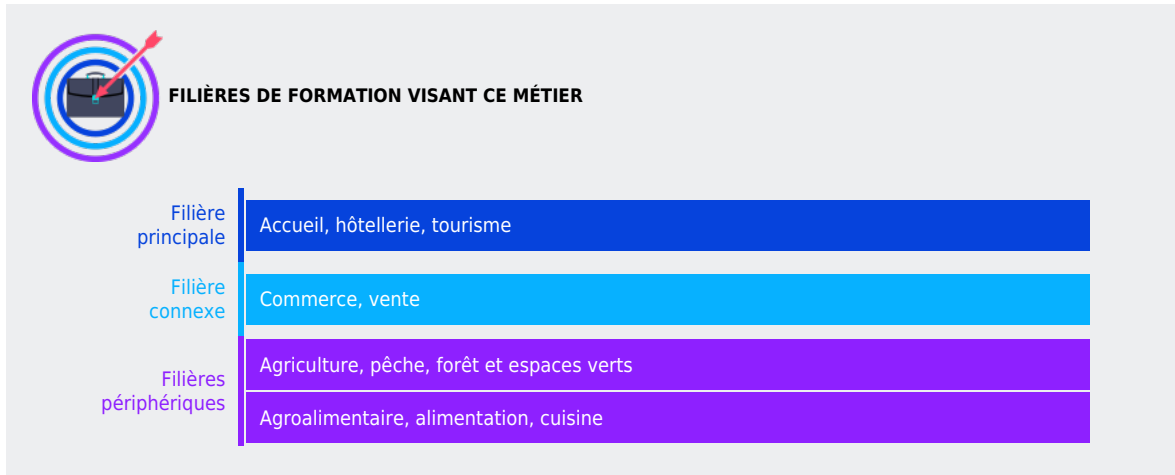 FILIÈRES DE FORMATION VISANT CE MÉTIER
Filière
principale
Accueil, hôtellerie, tourisme
Filière
connexe
Commerce, vente
Filières
périphériques
Agriculture, pêche, forêt et espaces verts
Agroalimentaire, alimentation, cuisine